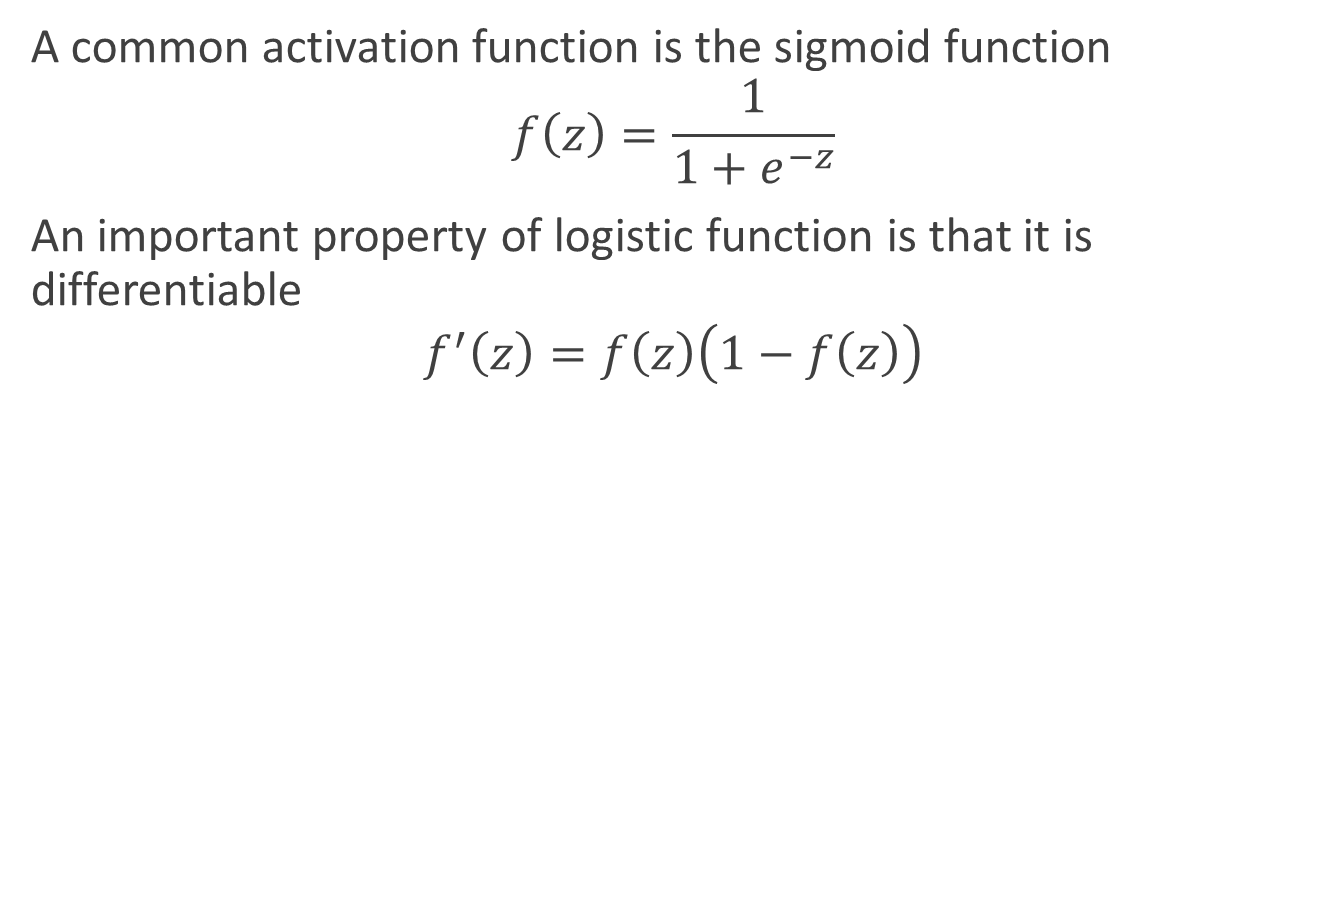 A common activation function is the sigmoid function
f(z) = 1 / (1 + e^{−z})
An important property of logistic function is that it is
differentiable
f′(z) = f(z)(1 − f(z))